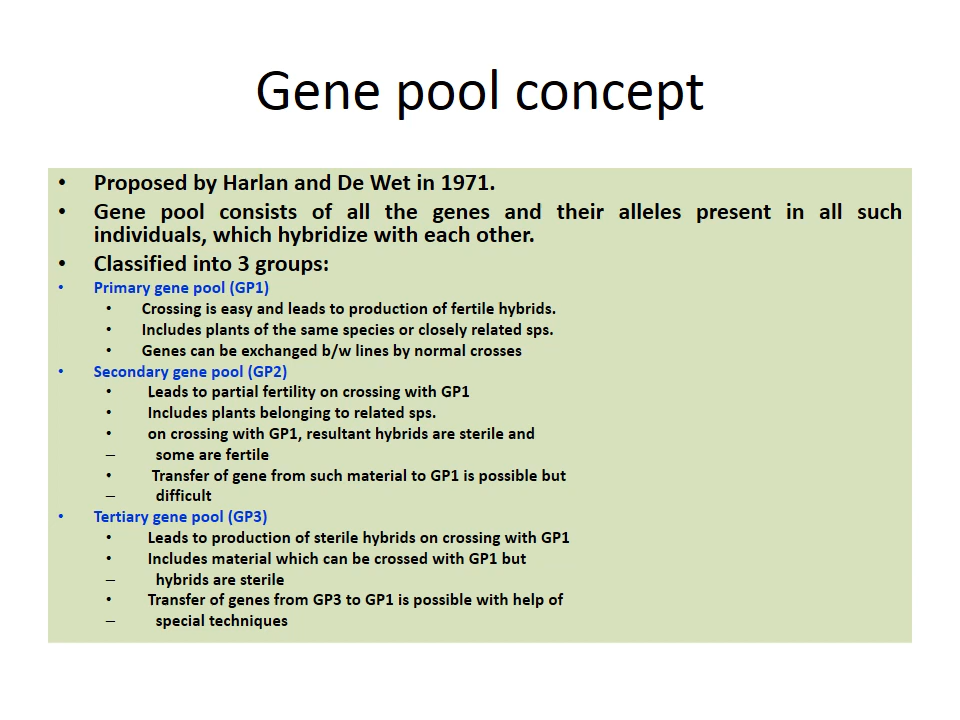 Gene pool concept
• Proposed by Harlan and De Wet in 1971.
• Gene pool consists of all the genes and their alleles present in all such
individuals, which hybridize with each other.
• Classified into 3 groups:
• Primary gene pool (GP1)
• Crossing is easy and leads to production of fertile hybrids.
• Includes plants of the same species or closely related sps.
• Genes can be exchanged b/w lines by normal crosses
• Secondary gene pool (GP2)
• Leads to partial fertility on crossing with GP1
• Includes plants belonging to related sps.
• on crossing with GP1, resultant hybrids are sterile and
– some are fertile
• Transfer of gene from such material to GP1 is possible but
– difficult
• Tertiary gene pool (GP3)
• Leads to production of sterile hybrids on crossing with GP1
• Includes material which can be crossed with GP1 but
– hybrids are sterile
• Transfer of genes from GP3 to GP1 is possible with help of
– special techniques